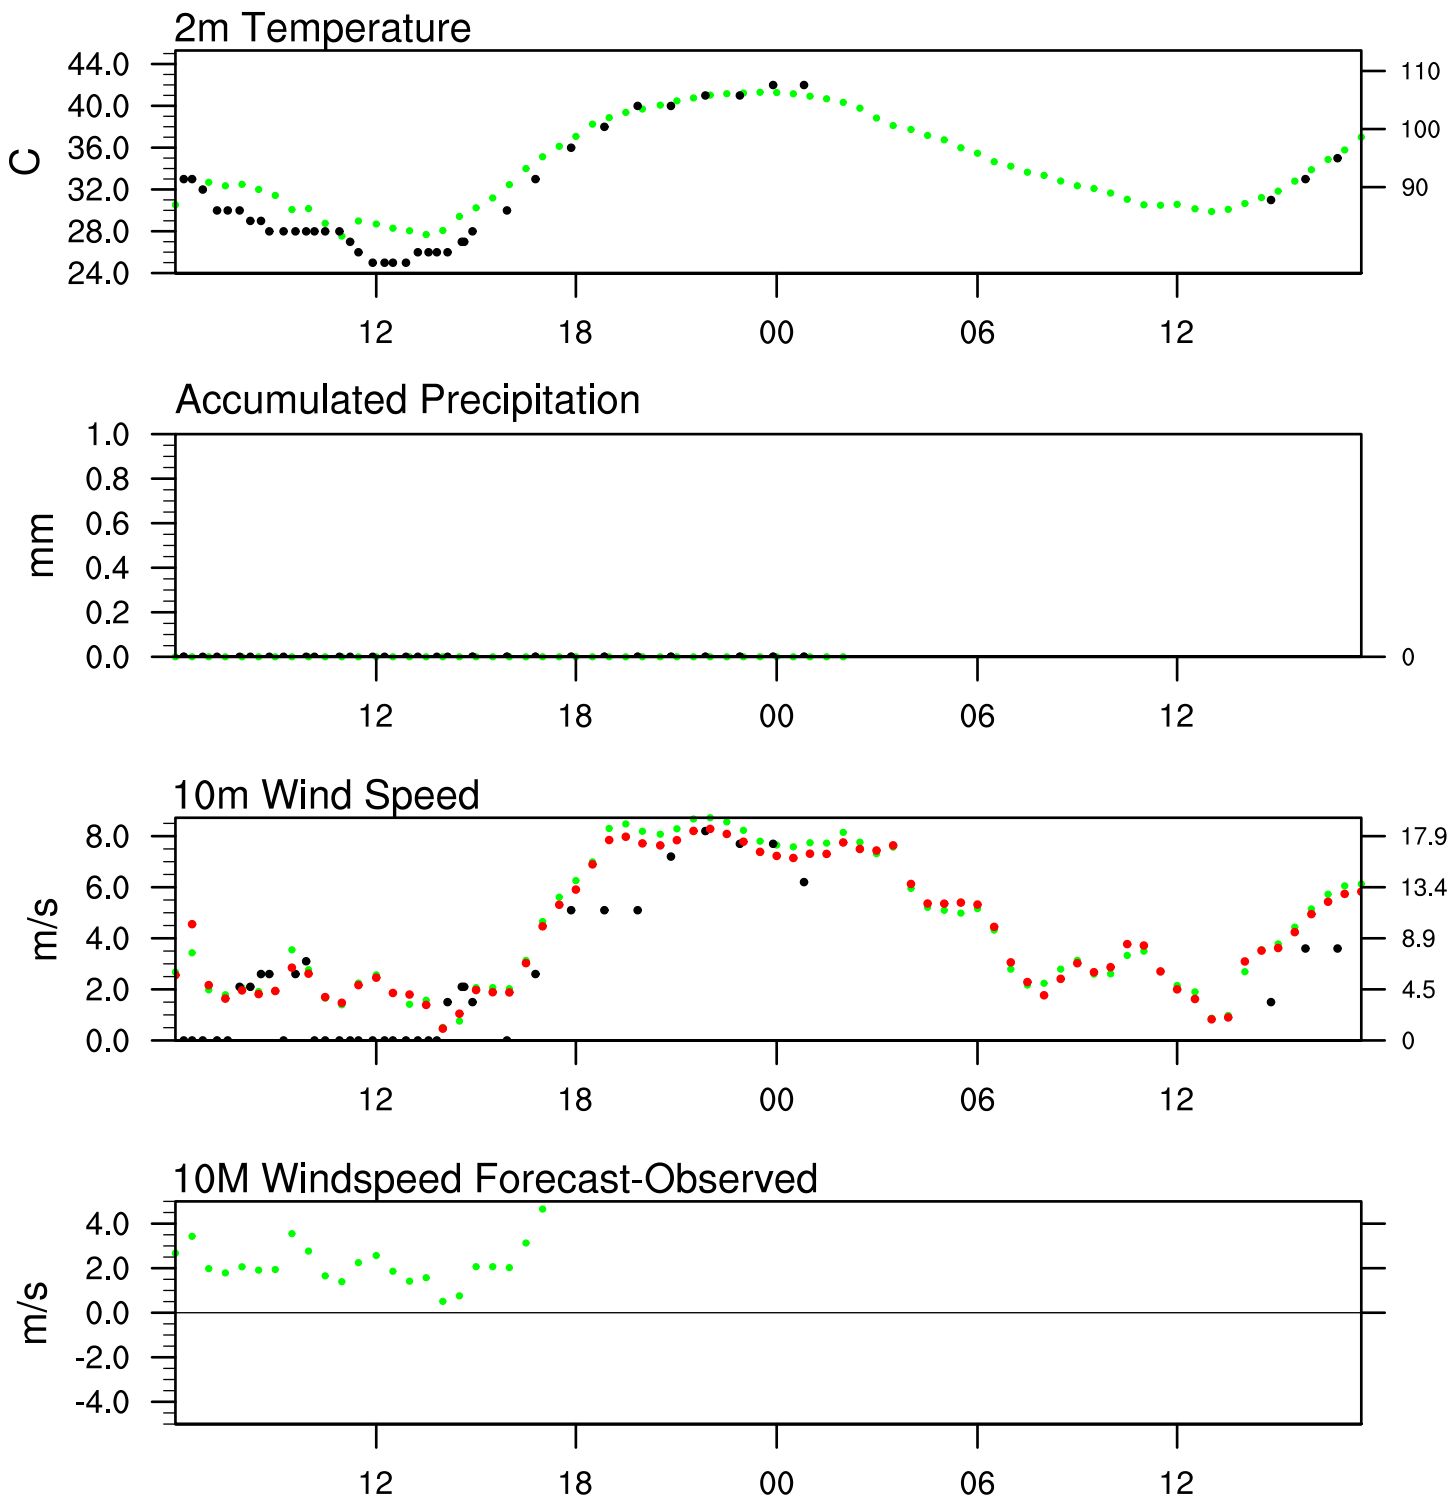 2m Temperature
44.0
40.0
36.0
32.0
28.0
24.0
C
110
100
90
12 18 00 06 12
Accumulated Precipitation
1.0
0.8
0.6
0.4
0.2
0.0
mm
0
12 18 00 06 12
10m Wind Speed
8.0
6.0
4.0
2.0
0.0
m/s
17.9
13.4
8.9
4.5
0
12 18 00 06 12
10M Windspeed Forecast-Observed
4.0
2.0
0.0
-2.0
-4.0
m/s
12 18 00 06 12